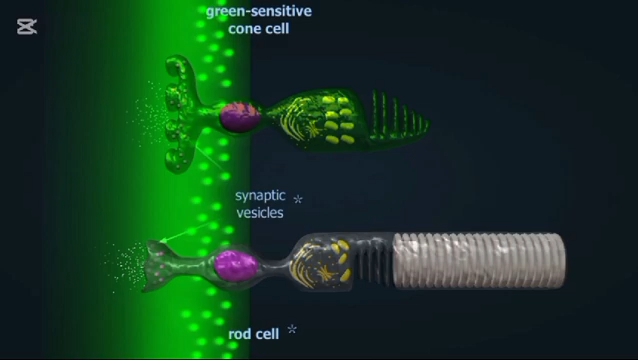 green-sensitive
cone cell
synaptic *
vesicles
rod cell *